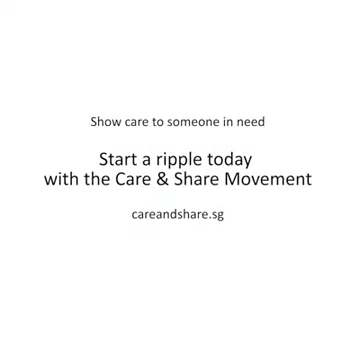 Show care to someone in need
Start a ripple today
with the Care & Share Movement
careandshare.sg